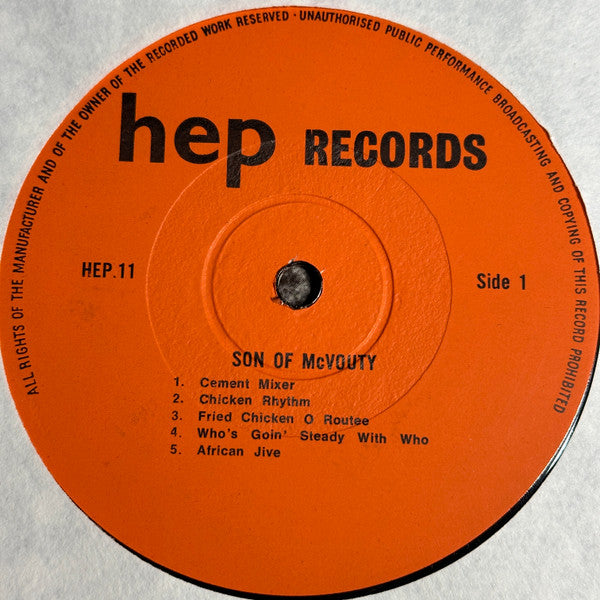 ALL RIGHTS OF THE MANUFACTURER AND OF THE OWNER OF THE RECORDED WORK RESERVED · UNAUTHORISED PUBLIC PERFORMANCE BROADCASTING AND COPYING OF THIS RECORD PROHIBITED
hep RECORDS
HEP.11
Side 1
SON OF McVOUTY
1. Cement Mixer
2. Chicken Rhythm
3. Fried Chicken O Routee
4. Who's Goin' Steady With Who
5. African Jive